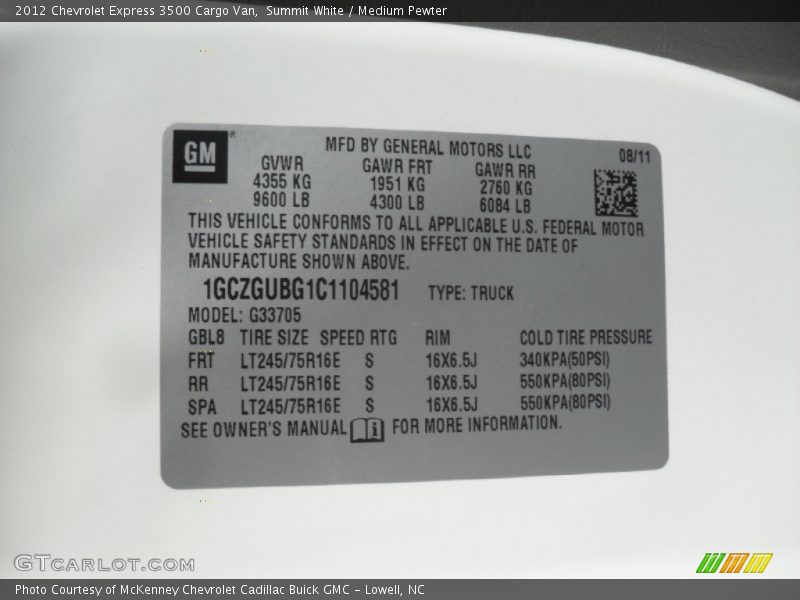 2012 Chevrolet Express 3500 Cargo Van, Summit White / Medium Pewter
GM®
MFD BY GENERAL MOTORS LLC 08/11
GVWR GAWR FRT GAWR RR
4355 KG 1951 KG 2760 KG
9600 LB 4300 LB 6084 LB
THIS VEHICLE CONFORMS TO ALL APPLICABLE U.S. FEDERAL MOTOR
VEHICLE SAFETY STANDARDS IN EFFECT ON THE DATE OF
MANUFACTURE SHOWN ABOVE.
1GCZGUBG1C1104581 TYPE: TRUCK
MODEL: G33705
GBL8 TIRE SIZE SPEED RTG RIM COLD TIRE PRESSURE
FRT LT245/75R16E S 16X6.5J 340KPA(50PSI)
RR LT245/75R16E S 16X6.5J 550KPA(80PSI)
SPA LT245/75R16E S 16X6.5J 550KPA(80PSI)
SEE OWNER'S MANUAL i FOR MORE INFORMATION.
GTCARLOT.COM
Photo Courtesy of McKenney Chevrolet Cadillac Buick GMC - Lowell, NC